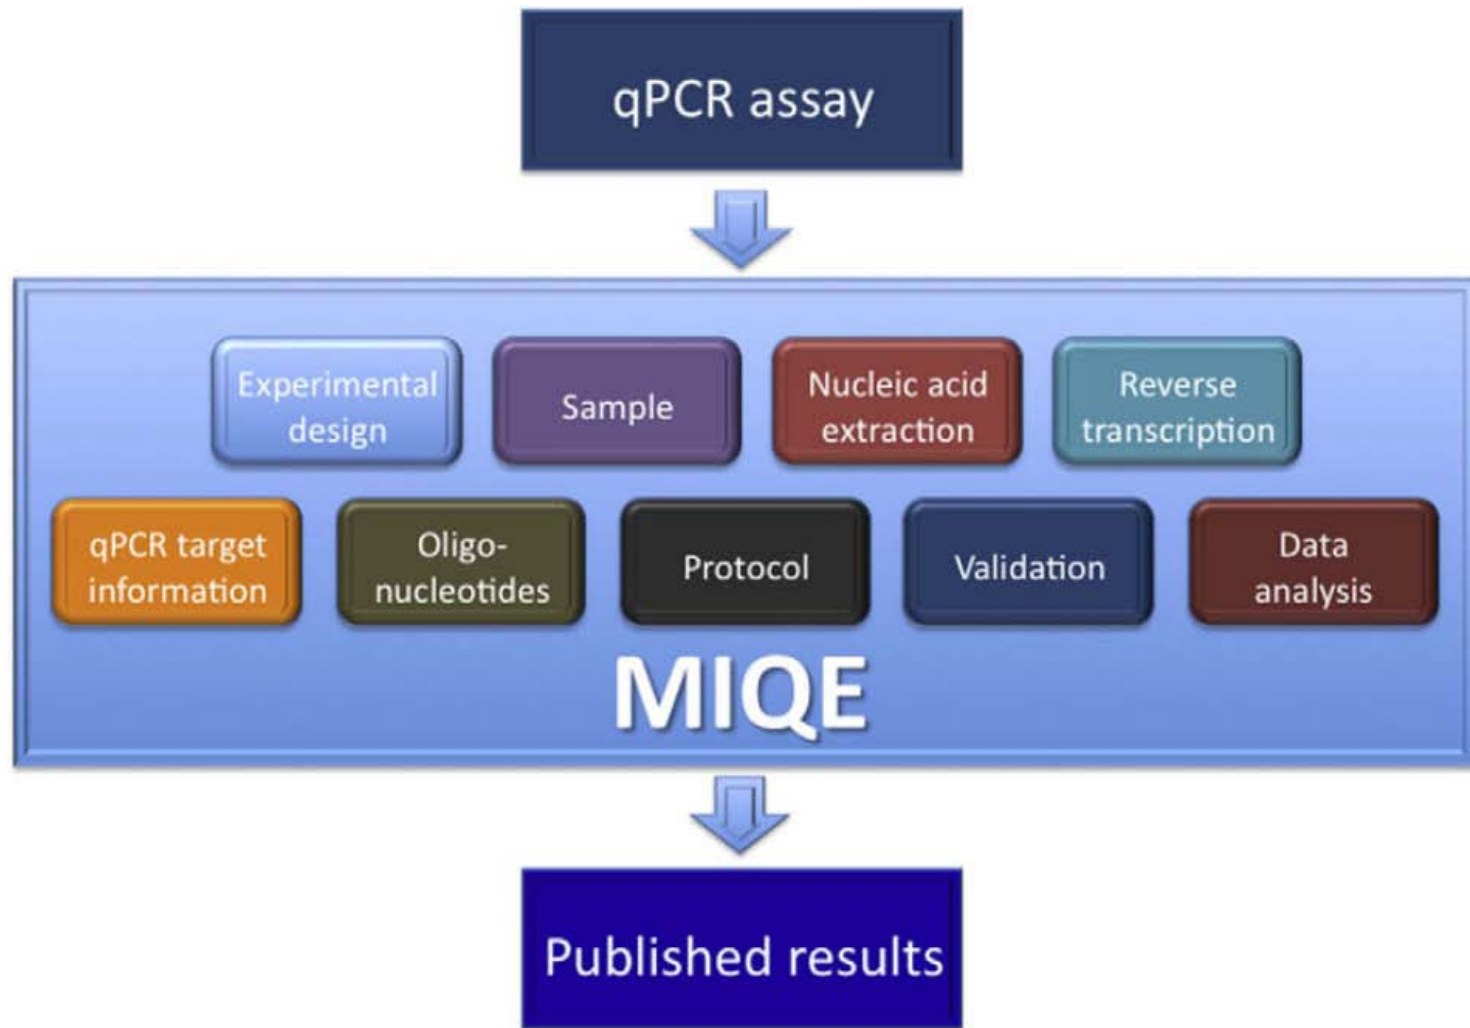 qPCR assay
Experimental
design
Sample
Nucleic acid
extraction
Reverse
transcription
qPCR target
information
Oligo-
nucleotides
Protocol
Validation
Data
analysis
MIQE
Published results